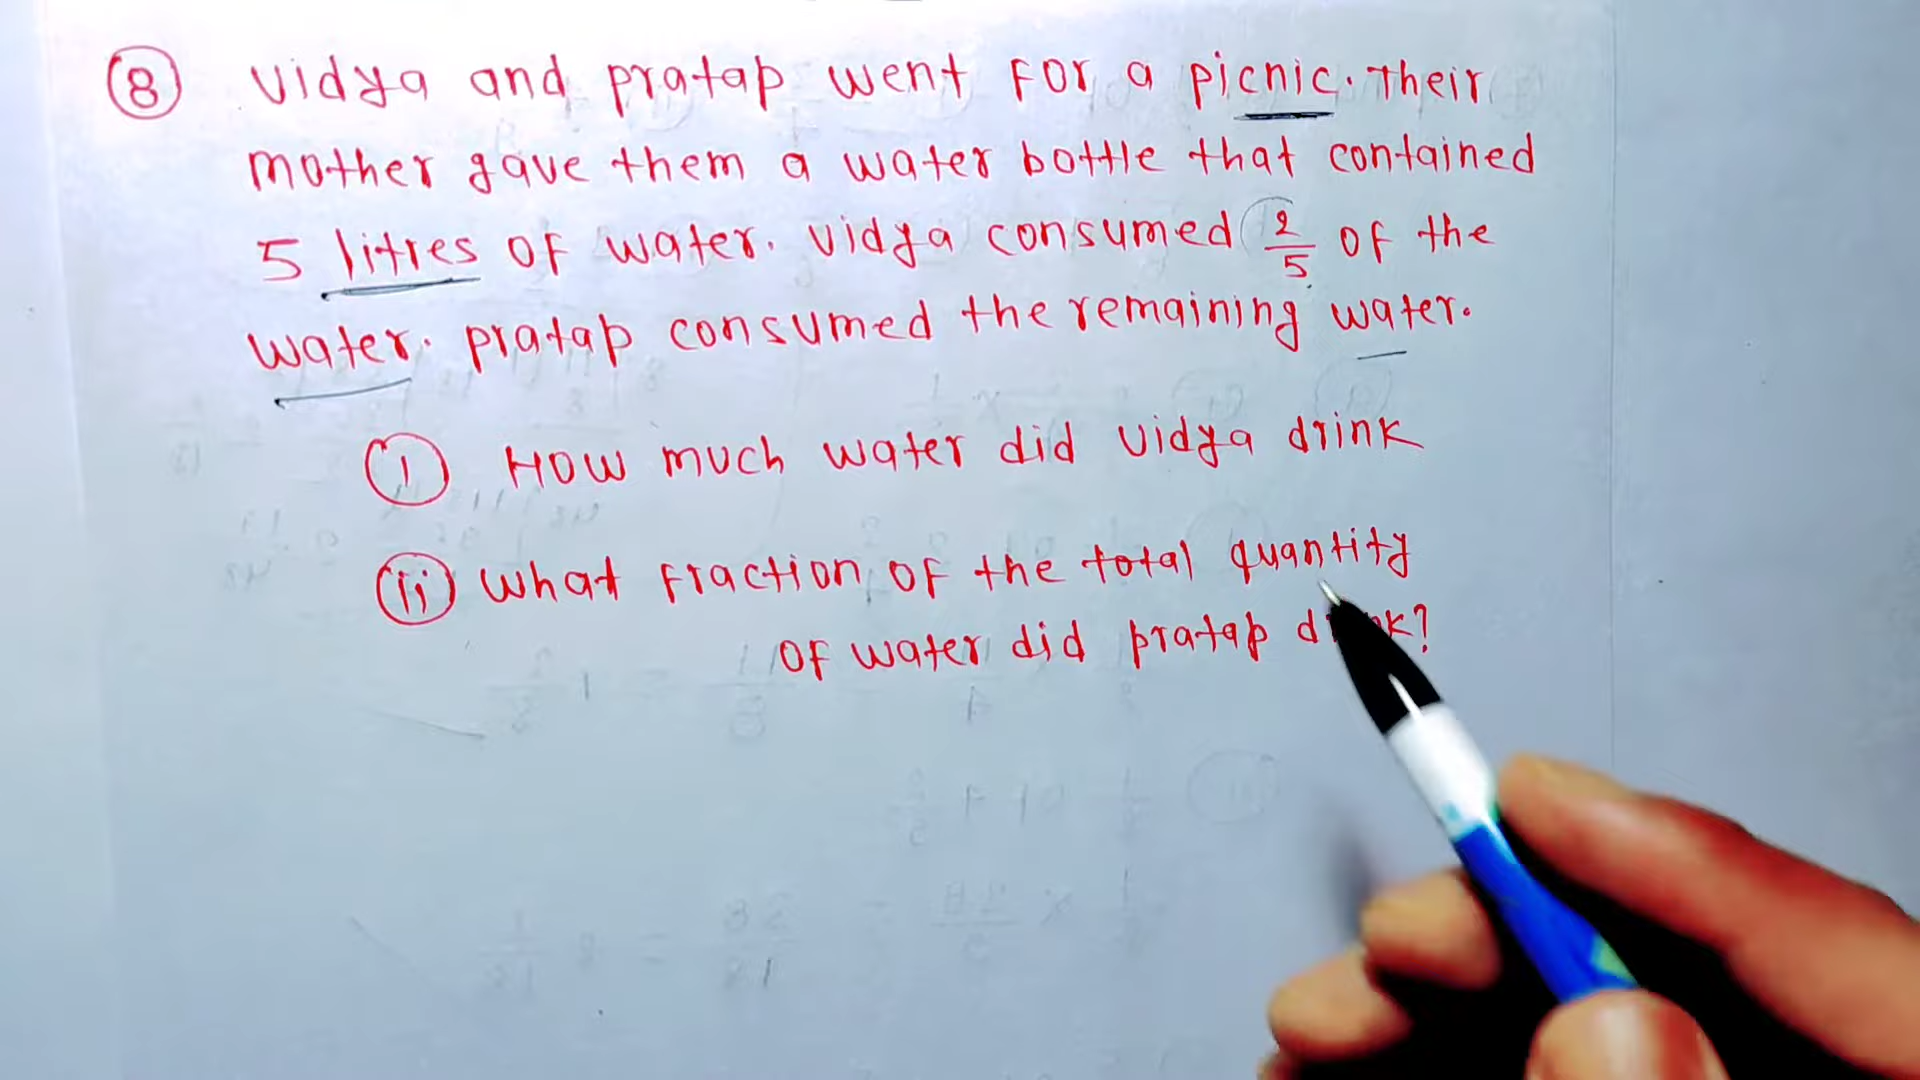 8 Vidya and pratap went for a picnic. Their
mother gave them a water bottle that contained
5 litres of water. Vidya consumed 2/5 of the
water. pratap consumed the remaining water.
i How much water did Vidya drink
ii What fraction of the total quantity
of water did pratap drink?